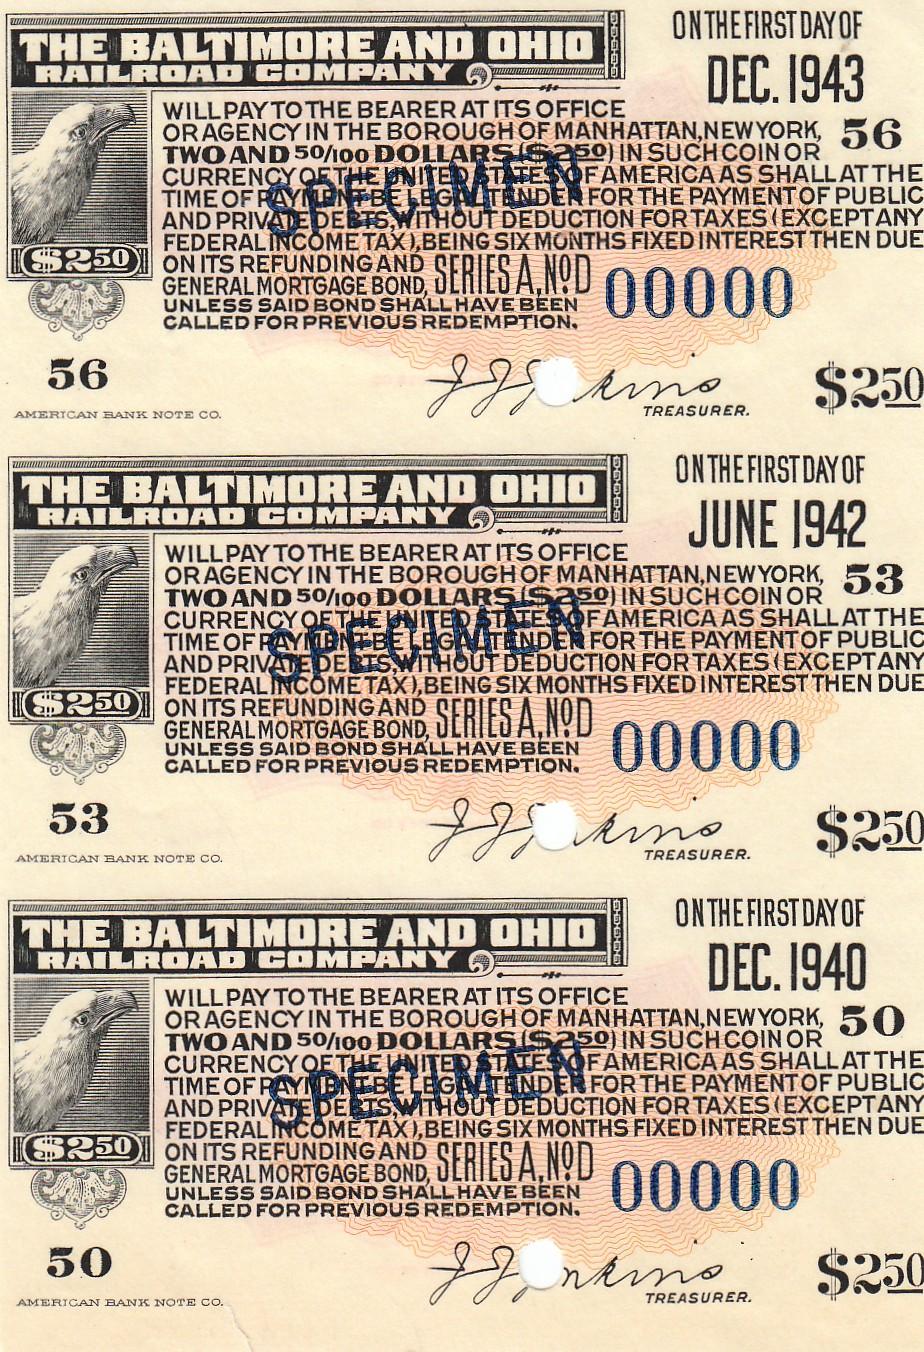 THE BALTIMORE AND OHIO
RAILROAD COMPANY
ON THE FIRST DAY OF
DEC. 1943
WILL PAY TO THE BEARER AT ITS OFFICE
OR AGENCY IN THE BOROUGH OF MANHATTAN, NEW YORK, 56
TWO AND 50/100 DOLLARS ($2.50) IN SUCH COIN OR
CURRENCY OF THE UNITED STATES OF AMERICA AS SHALL AT THE
TIME OF PAYMENT BE LEGAL TENDER FOR THE PAYMENT OF PUBLIC
AND PRIVATE DEBTS, WITHOUT DEDUCTION FOR TAXES (EXCEPT ANY
FEDERAL INCOME TAX), BEING SIX MONTHS FIXED INTEREST THEN DUE
ON ITS REFUNDING AND
GENERAL MORTGAGE BOND, SERIES A, NO. D 00000
UNLESS SAID BOND SHALL HAVE BEEN
CALLED FOR PREVIOUS REDEMPTION.
SPECIMEN
$2.50
56
J J Jenkins
TREASURER.
$2.50
AMERICAN BANK NOTE CO.
THE BALTIMORE AND OHIO
RAILROAD COMPANY
ON THE FIRST DAY OF
JUNE 1942
WILL PAY TO THE BEARER AT ITS OFFICE
OR AGENCY IN THE BOROUGH OF MANHATTAN, NEW YORK, 53
TWO AND 50/100 DOLLARS ($2.50) IN SUCH COIN OR
CURRENCY OF THE UNITED STATES OF AMERICA AS SHALL AT THE
TIME OF PAYMENT BE LEGAL TENDER FOR THE PAYMENT OF PUBLIC
AND PRIVATE DEBTS, WITHOUT DEDUCTION FOR TAXES (EXCEPT ANY
FEDERAL INCOME TAX), BEING SIX MONTHS FIXED INTEREST THEN DUE
ON ITS REFUNDING AND
GENERAL MORTGAGE BOND, SERIES A, NO. D 00000
UNLESS SAID BOND SHALL HAVE BEEN
CALLED FOR PREVIOUS REDEMPTION.
SPECIMEN
$2.50
53
J J Jenkins
TREASURER.
$2.50
AMERICAN BANK NOTE CO.
THE BALTIMORE AND OHIO
RAILROAD COMPANY
ON THE FIRST DAY OF
DEC. 1940
WILL PAY TO THE BEARER AT ITS OFFICE
OR AGENCY IN THE BOROUGH OF MANHATTAN, NEW YORK, 50
TWO AND 50/100 DOLLARS ($2.50) IN SUCH COIN OR
CURRENCY OF THE UNITED STATES OF AMERICA AS SHALL AT THE
TIME OF PAYMENT BE LEGAL TENDER FOR THE PAYMENT OF PUBLIC
AND PRIVATE DEBTS, WITHOUT DEDUCTION FOR TAXES (EXCEPT ANY
FEDERAL INCOME TAX), BEING SIX MONTHS FIXED INTEREST THEN DUE
ON ITS REFUNDING AND
GENERAL MORTGAGE BOND, SERIES A, NO. D 00000
UNLESS SAID BOND SHALL HAVE BEEN
CALLED FOR PREVIOUS REDEMPTION.
SPECIMEN
$2.50
50
J J Jenkins
TREASURER.
$2.50
AMERICAN BANK NOTE CO.